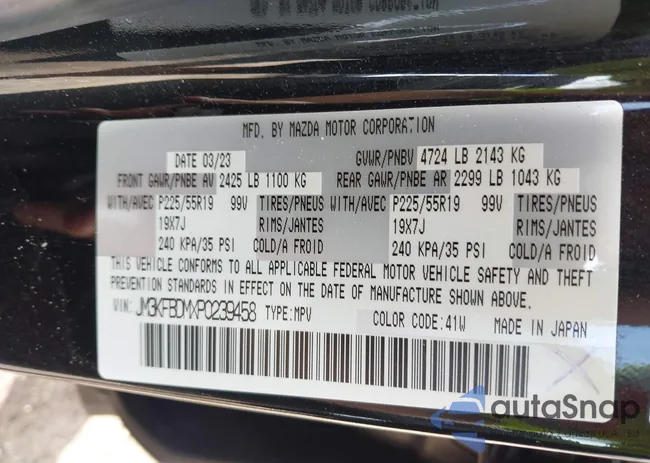 MFD. BY MAZDA MOTOR CORPORATION
DATE 03/23 GVWR/PNBV 4724 LB 2143 KG
FRONT GAWR/PNBE AV 2425 LB 1100 KG REAR GAWR/PNBE AR 2299 LB 1043 KG
WITH/AVEC P225/55R19 99V TIRES/PNEUS WITH/AVEC P225/55R19 99V TIRES/PNEUS
19X7J RIMS/JANTES 19X7J RIMS/JANTES
240 KPA/35 PSI COLD/A FROID 240 KPA/35 PSI COLD/A FROID
THIS VEHICLE CONFORMS TO ALL APPLICABLE FEDERAL MOTOR VEHICLE SAFETY AND THEFT
PREVENTION STANDARDS IN EFFECT ON THE DATE OF MANUFACTURE SHOWN ABOVE.
VIN: JM3KFBDMXP0239458 TYPE:MPV COLOR CODE:41W MADE IN JAPAN
autaSnap